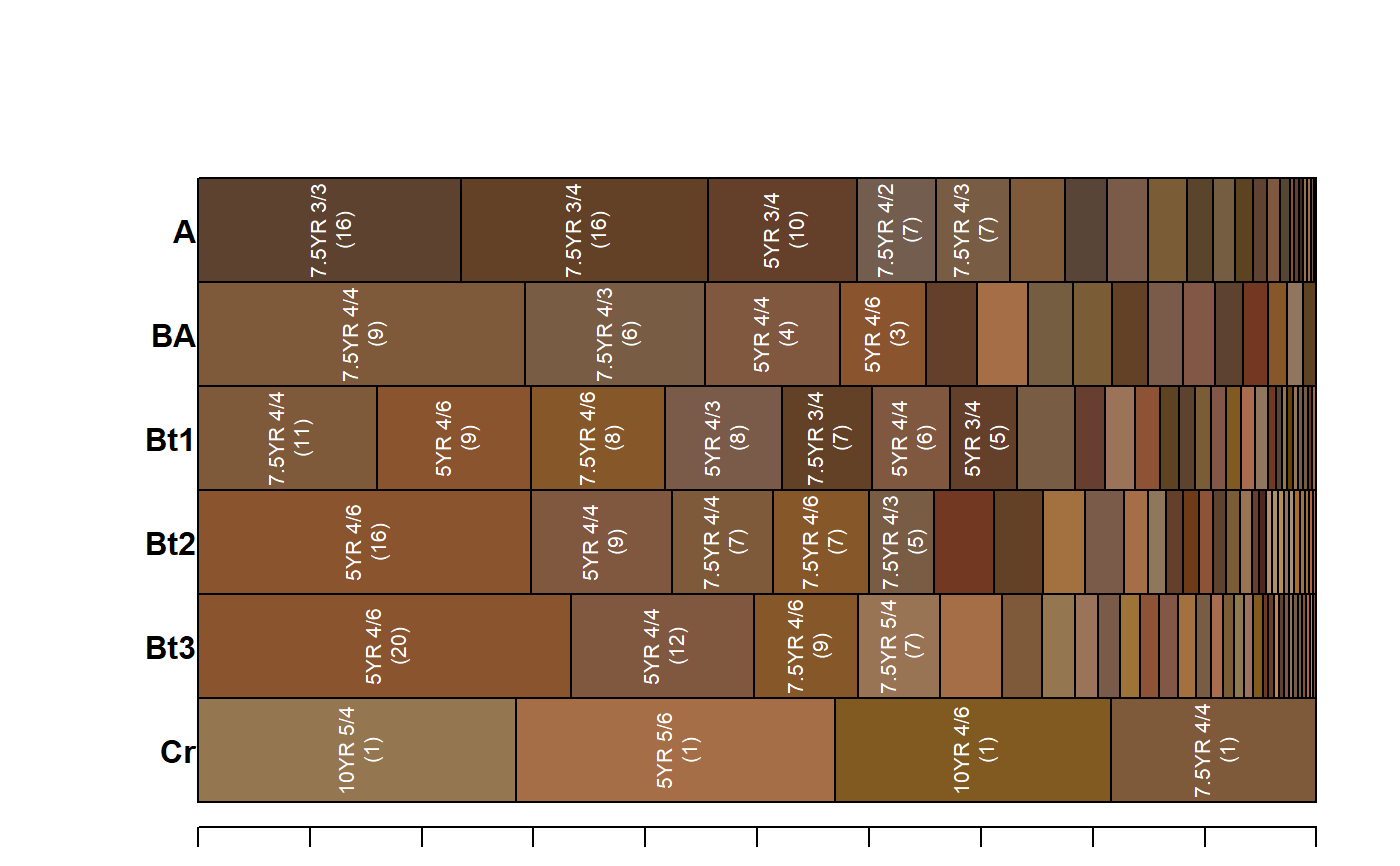 A
7.5YR 3/3
(16)
7.5YR 3/4
(16)
5YR 3/4
(10)
7.5YR 4/2
(7)
7.5YR 4/3
(7)
BA
7.5YR 4/4
(9)
7.5YR 4/3
(6)
5YR 4/4
(4)
5YR 4/6
(3)
Bt1
7.5YR 4/4
(11)
5YR 4/6
(9)
7.5YR 4/6
(8)
5YR 4/3
(8)
7.5YR 3/4
(7)
5YR 4/4
(6)
5YR 3/4
(5)
Bt2
5YR 4/6
(16)
5YR 4/4
(9)
7.5YR 4/4
(7)
7.5YR 4/6
(7)
7.5YR 4/3
(5)
Bt3
5YR 4/6
(20)
5YR 4/4
(12)
7.5YR 4/6
(9)
7.5YR 5/4
(7)
Cr
10YR 5/4
(1)
5YR 5/6
(1)
10YR 4/6
(1)
7.5YR 4/4
(1)